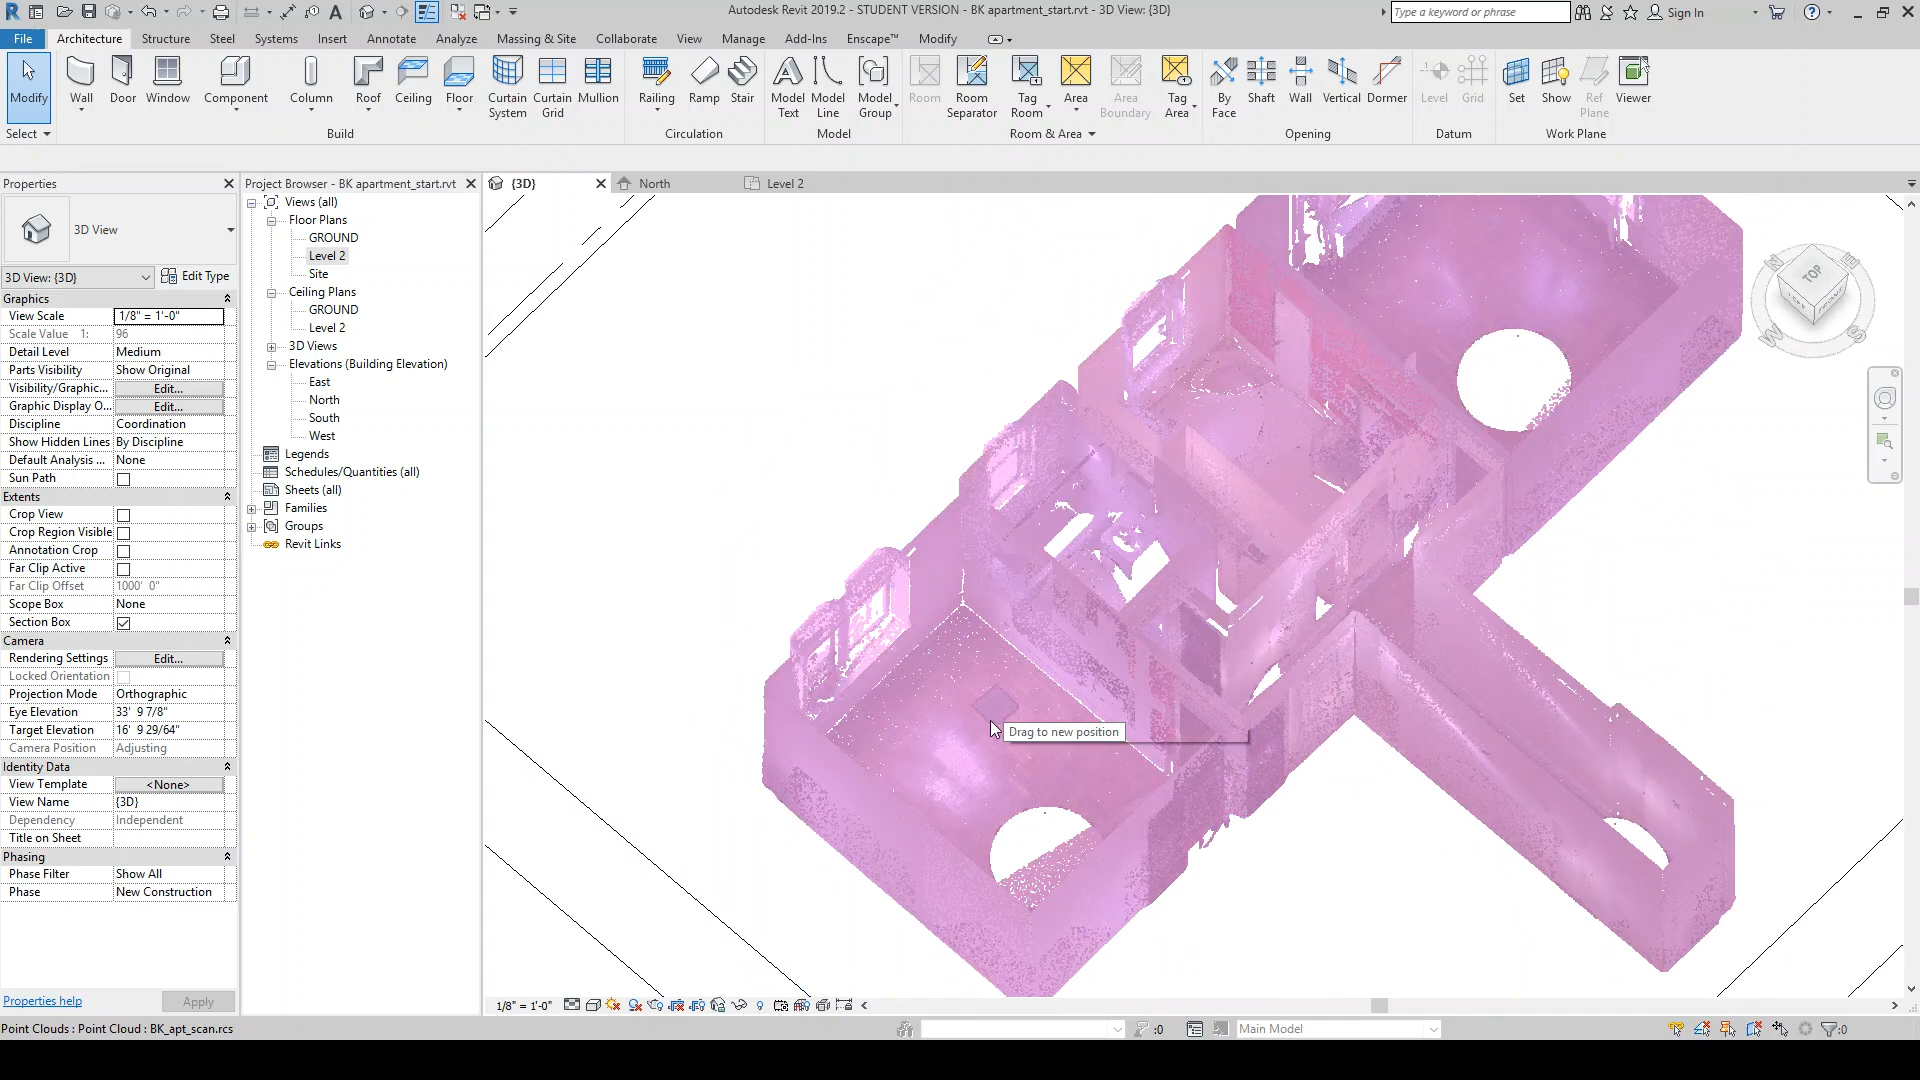 Autodesk Revit 2019.2 - STUDENT VERSION - BK apartment_start.rvt - 3D View: {3D}
Type a keyword or phrase
Sign In
File Architecture Structure Steel Systems Insert Annotate Analyze Massing & Site Collaborate View Manage Add-Ins Enscape™ Modify
Modify Wall Door Window Component Column Roof Ceiling Floor Curtain System Curtain Grid Mullion Railing Ramp Stair Model Text Model Line Model Group Room Room Separator Tag Room Area Area Boundary Tag Area By Face Shaft Wall Vertical Dormer Level Grid Set Show Ref Plane Viewer
Select Build Circulation Model Room & Area Opening Datum Work Plane
Properties
Project Browser - BK apartment_start.rvt
{3D} North Level 2
3D View
3D View: {3D} Edit Type
Graphics
View Scale 1/8" = 1'-0"
Scale Value 1: 96
Detail Level Medium
Parts Visibility Show Original
Visibility/Graphic... Edit...
Graphic Display O... Edit...
Discipline Coordination
Show Hidden Lines By Discipline
Default Analysis ... None
Sun Path
Extents
Crop View
Crop Region Visible
Annotation Crop
Far Clip Active
Far Clip Offset 1000' 0"
Scope Box None
Section Box
Camera
Rendering Settings Edit...
Locked Orientation
Projection Mode Orthographic
Eye Elevation 33' 9 7/8"
Target Elevation 16' 9 29/64"
Camera Position Adjusting
Identity Data
View Template <None>
View Name {3D}
Dependency Independent
Title on Sheet
Phasing
Phase Filter Show All
Phase New Construction
Properties help Apply
Views (all)
Floor Plans
GROUND
Level 2
Site
Ceiling Plans
GROUND
Level 2
3D Views
Elevations (Building Elevation)
East
North
South
West
Legends
Schedules/Quantities (all)
Sheets (all)
Families
Groups
Revit Links
TOP
N E W S
Drag to new position
1/8" = 1'-0"
Point Clouds : Point Cloud : BK_apt_scan.rcs
:0
Main Model
:0